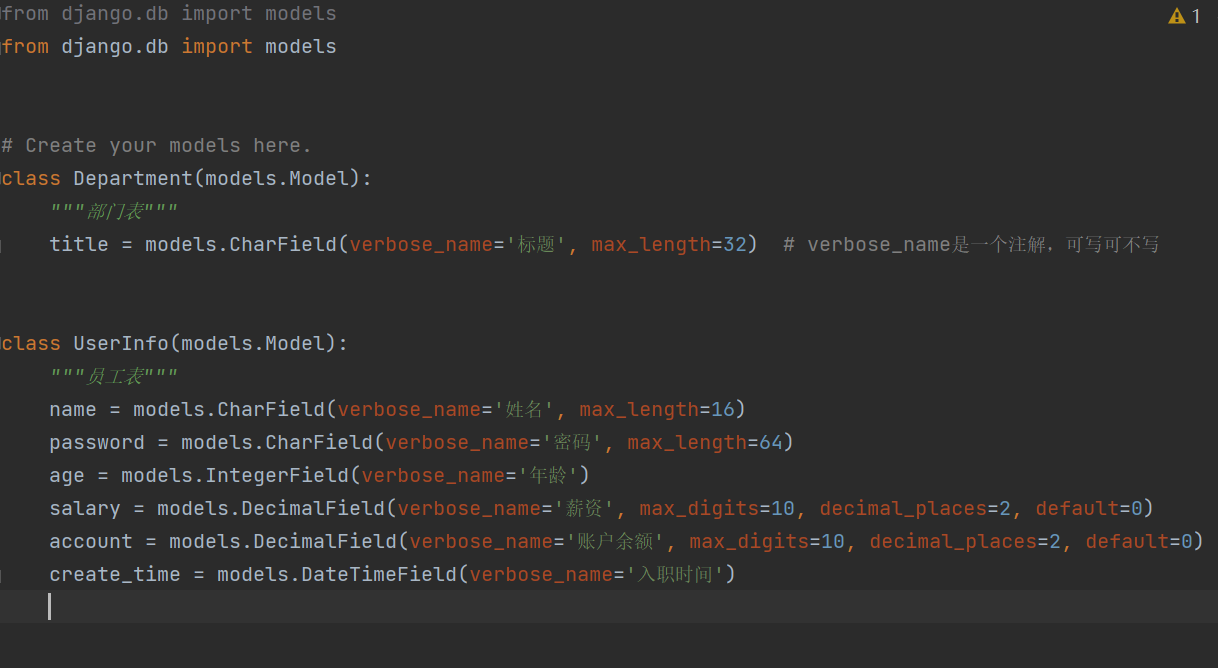 from django.db import models
from django.db import models
1
# Create your models here.
class Department(models.Model):
    """部门表"""
    title = models.CharField(verbose_name='标题', max_length=32)  # verbose_name是一个注解，可写可不写
class UserInfo(models.Model):
    """员工表"""
    name = models.CharField(verbose_name='姓名', max_length=16)
    password = models.CharField(verbose_name='密码', max_length=64)
    age = models.IntegerField(verbose_name='年龄')
    salary = models.DecimalField(verbose_name='薪资', max_digits=10, decimal_places=2, default=0)
    account = models.DecimalField(verbose_name='账户余额', max_digits=10, decimal_places=2, default=0)
    create_time = models.DateTimeField(verbose_name='入职时间')